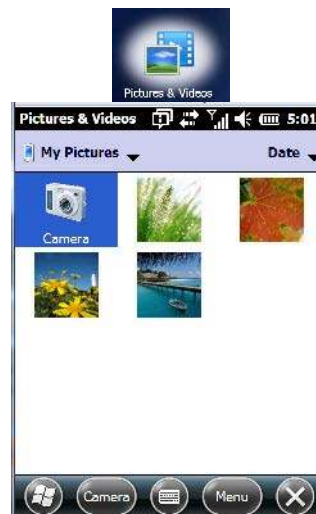 Pictures & Videos
Pictures & Videos 5:01
My Pictures Date
Camera
Camera Menu